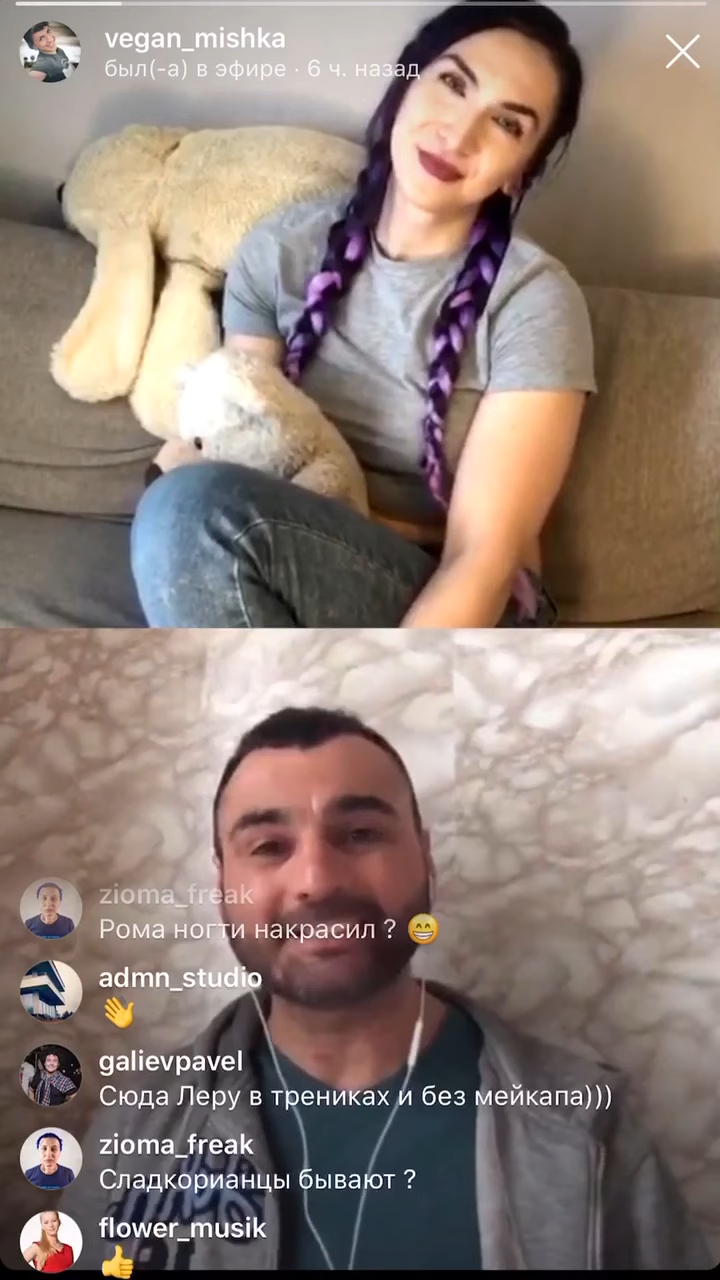 vegan_mishka
был(-а) в эфире · 6 ч. назад
zioma_freak
Рома ногти накрасил ? 😁
admn_studio
👋
galievpavel
Сюда Леру в трениках и без мейкапа)))
zioma_freak
Сладкорианцы бывают ?
flower_musik
👍